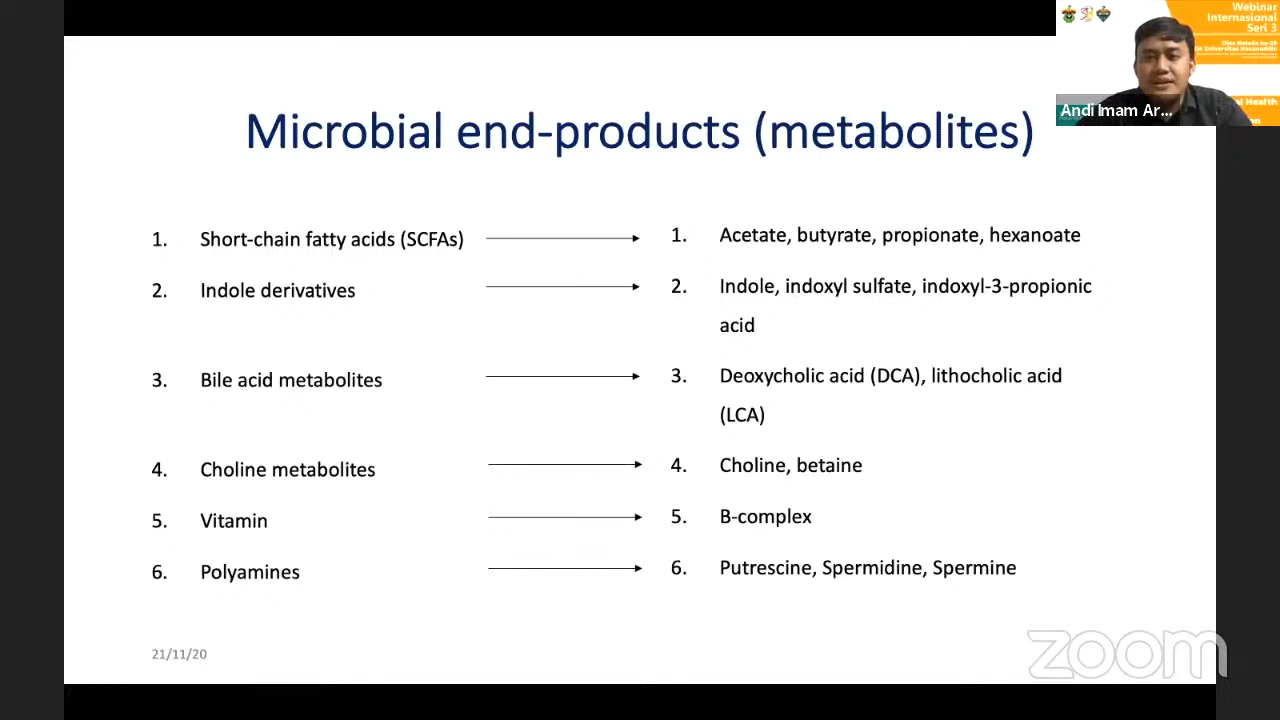 Webinar
Internasional
Seri 3
Andi Imam Ar...
Microbial end-products (metabolites)
1. Short-chain fatty acids (SCFAs)
1. Acetate, butyrate, propionate, hexanoate
2. Indole derivatives
2. Indole, indoxyl sulfate, indoxyl-3-propionic
acid
3. Bile acid metabolites
3. Deoxycholic acid (DCA), lithocholic acid
(LCA)
4. Choline metabolites
4. Choline, betaine
5. Vitamin
5. B-complex
6. Polyamines
6. Putrescine, Spermidine, Spermine
21/11/20
zoom